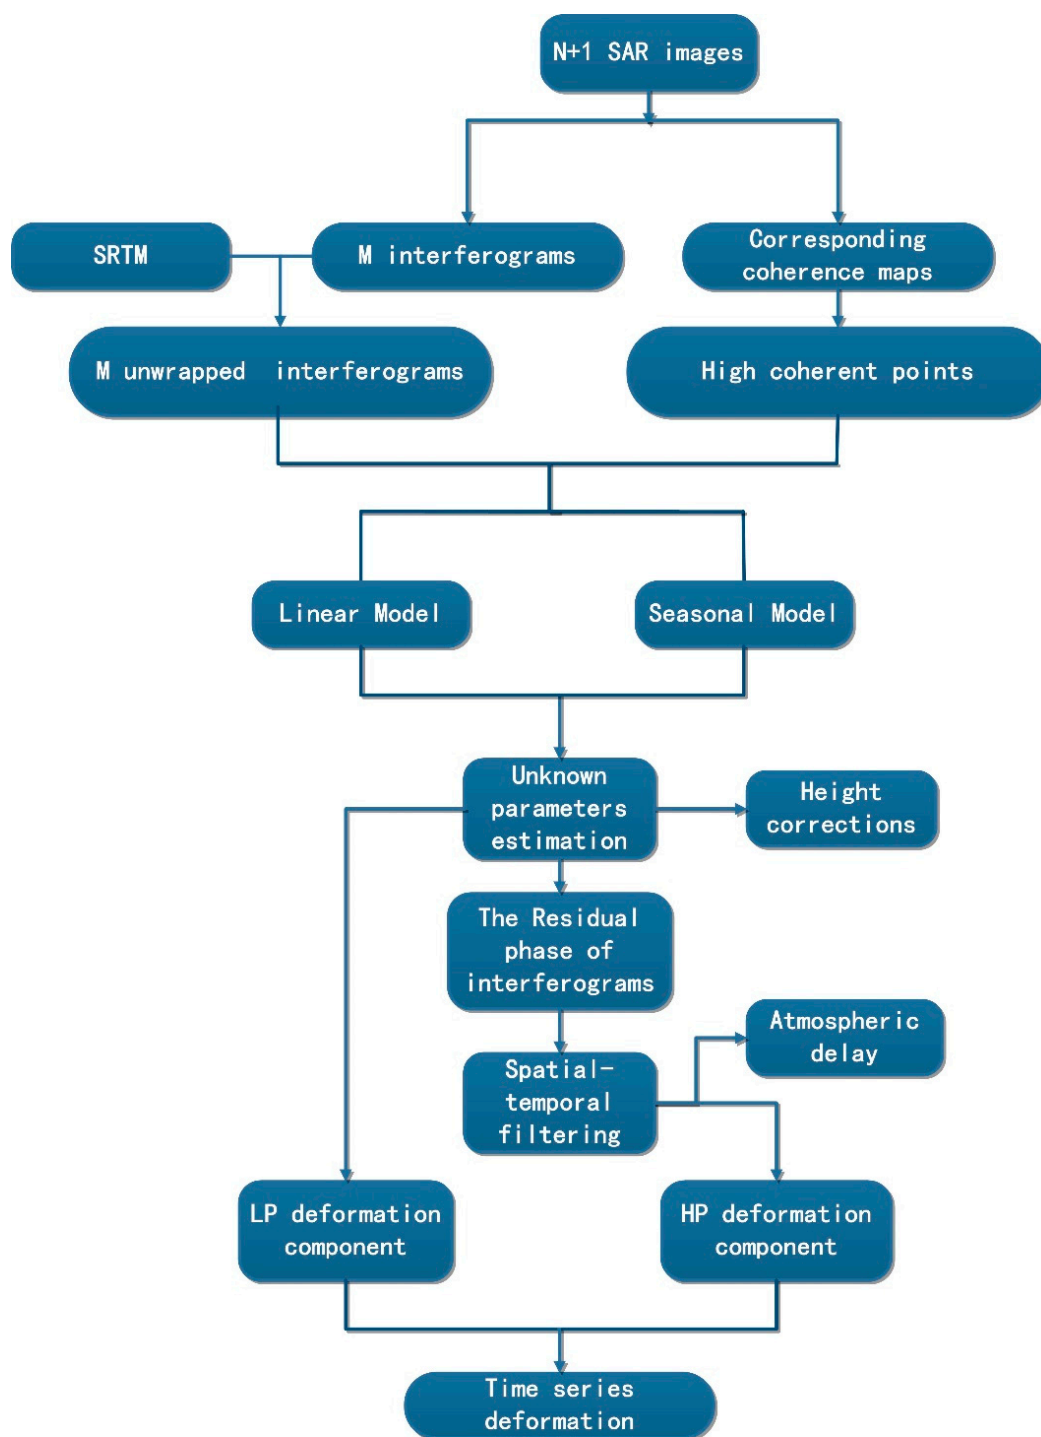 N+1 SAR images
SRTM
M interferograms
Corresponding
coherence maps
M unwrapped interferograms
High coherent points
Linear Model
Seasonal Model
Unknown
parameters
estimation
Height
corrections
The Residual
phase of
interferograms
Atmospheric
delay
Spatial-
temporal
filtering
LP deformation
component
HP deformation
component
Time series
deformation